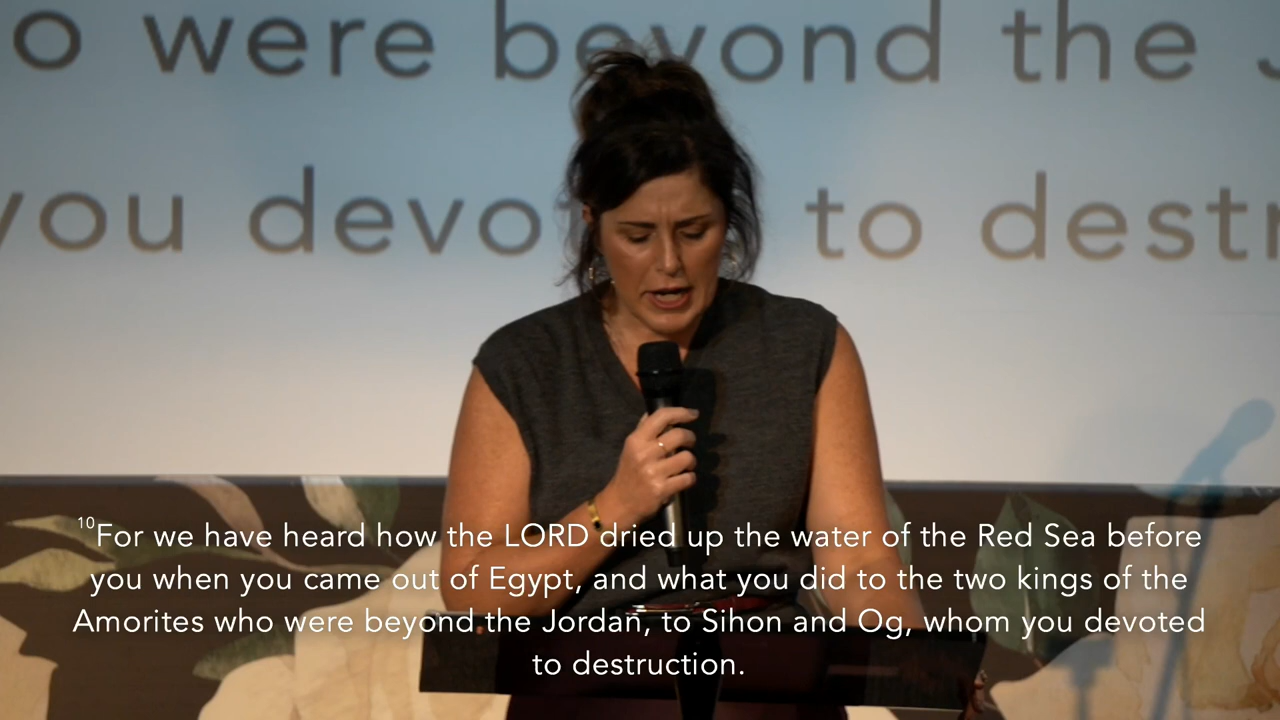 o were beyond the
you devo to destr
¹⁰For we have heard how the LORD dried up the water of the Red Sea before
you when you came out of Egypt, and what you did to the two kings of the
Amorites who were beyond the Jordan, to Sihon and Og, whom you devoted
to destruction.